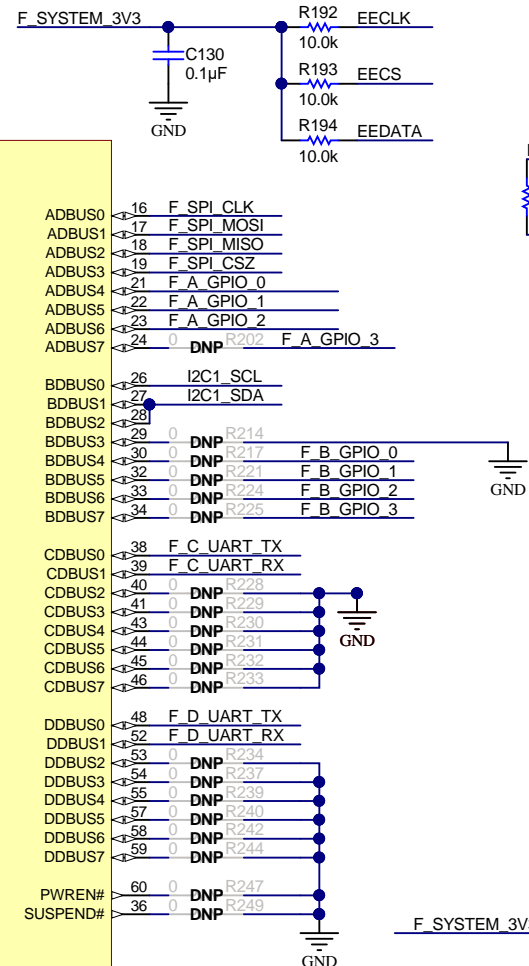 F_SYSTEM_3V3
R192 EECLK
10.0k
C130
0.1µF
R193 EECS
10.0k
GND
R194 EEDATA
10.0k
ADBUS0 16 F_SPI_CLK
ADBUS1 17 F_SPI_MOSI
ADBUS2 18 F_SPI_MISO
ADBUS3 19 F_SPI_CSZ
ADBUS4 21 F_A_GPIO_0
ADBUS5 22 F_A_GPIO_1
ADBUS6 23 F_A_GPIO_2
ADBUS7 24 0 DNP R202 F_A_GPIO_3
BDBUS0 26 I2C1_SCL
BDBUS1 27 I2C1_SDA
BDBUS2 28
BDBUS3 29 0 DNP R214
BDBUS4 30 0 DNP R217 F_B_GPIO_0
BDBUS5 32 0 DNP R221 F_B_GPIO_1
BDBUS6 33 0 DNP R224 F_B_GPIO_2
BDBUS7 34 0 DNP R225 F_B_GPIO_3
GND
CDBUS0 38 F_C_UART_TX
CDBUS1 39 F_C_UART_RX
CDBUS2 40 0 DNP R228
CDBUS3 41 0 DNP R229
CDBUS4 43 0 DNP R230
CDBUS5 44 0 DNP R231
CDBUS6 45 0 DNP R232
CDBUS7 46 0 DNP R233
GND
DDBUS0 48 F_D_UART_TX
DDBUS1 52 F_D_UART_RX
DDBUS2 53 0 DNP R234
DDBUS3 54 0 DNP R237
DDBUS4 55 0 DNP R239
DDBUS5 57 0 DNP R240
DDBUS6 58 0 DNP R242
DDBUS7 59 0 DNP R244
PWREN# 60 0 DNP R247
SUSPEND# 36 0 DNP R249
F_SYSTEM_3V
GND